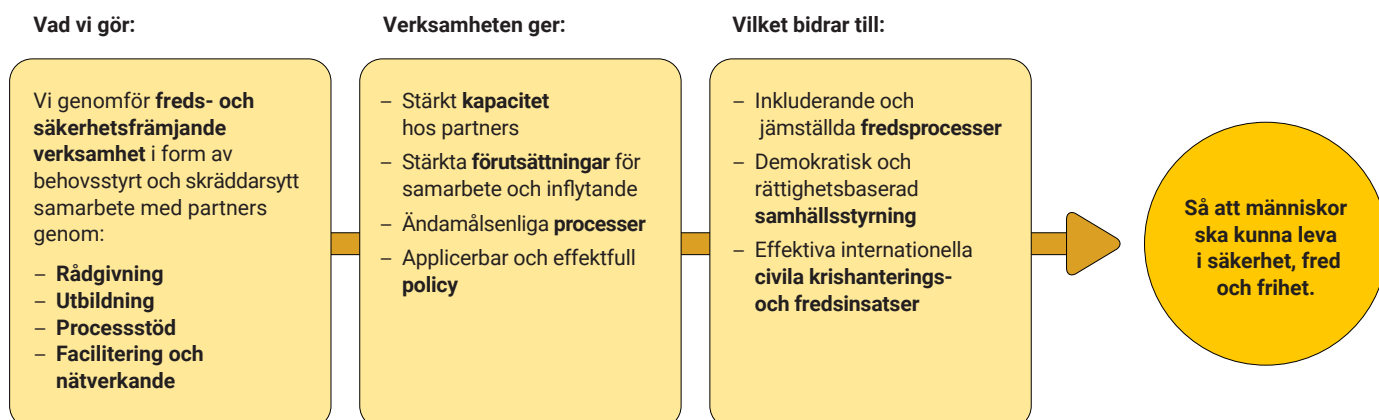 Vad vi gör:
Vi genomför freds- och
säkerhetsfrämjande
verksamhet i form av
behovsstyrt och skräddarsytt
samarbete med partners
genom:
– Rådgivning
– Utbildning
– Processstöd
– Facilitering och
nätverkande
Verksamheten ger:
– Stärkt kapacitet
hos partners
– Stärkta förutsättningar för
samarbete och inflytande
– Ändamålsenliga processer
– Applicerbar och effektfull
policy
Vilket bidrar till:
– Inkluderande och
jämställda fredsprocesser
– Demokratisk och
rättighetsbaserad
samhällsstyrning
– Effektiva internationella
civila krishanterings-
och fredsinsatser
Så att människor
ska kunna leva
i säkerhet, fred
och frihet.